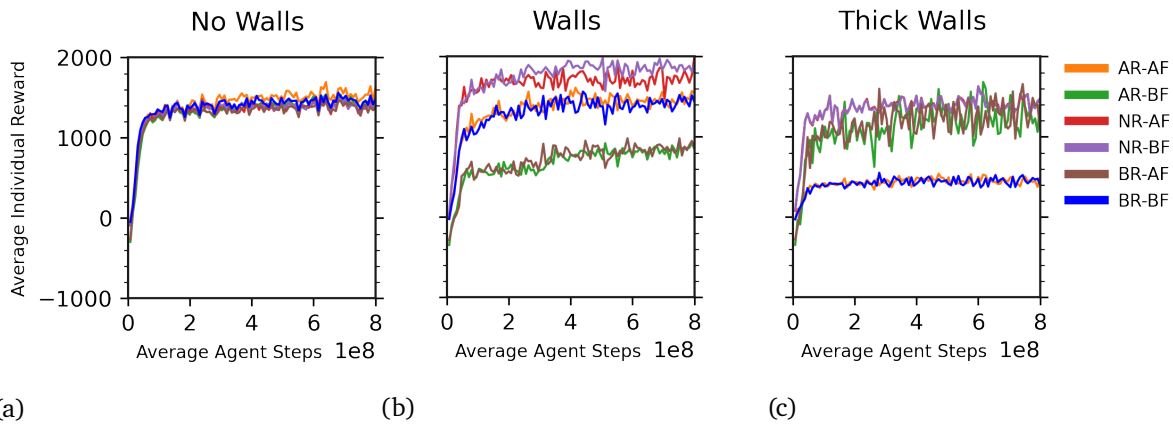 No Walls
Walls
Thick Walls
Average Individual Reward
2000
1000
0
−1000
0 2 4 6 8
Average Agent Steps 1e8
0 2 4 6 8
Average Agent Steps 1e8
0 2 4 6 8
Average Agent Steps 1e8
AR-AF
AR-BF
NR-AF
NR-BF
BR-AF
BR-BF
(a)
(b)
(c)